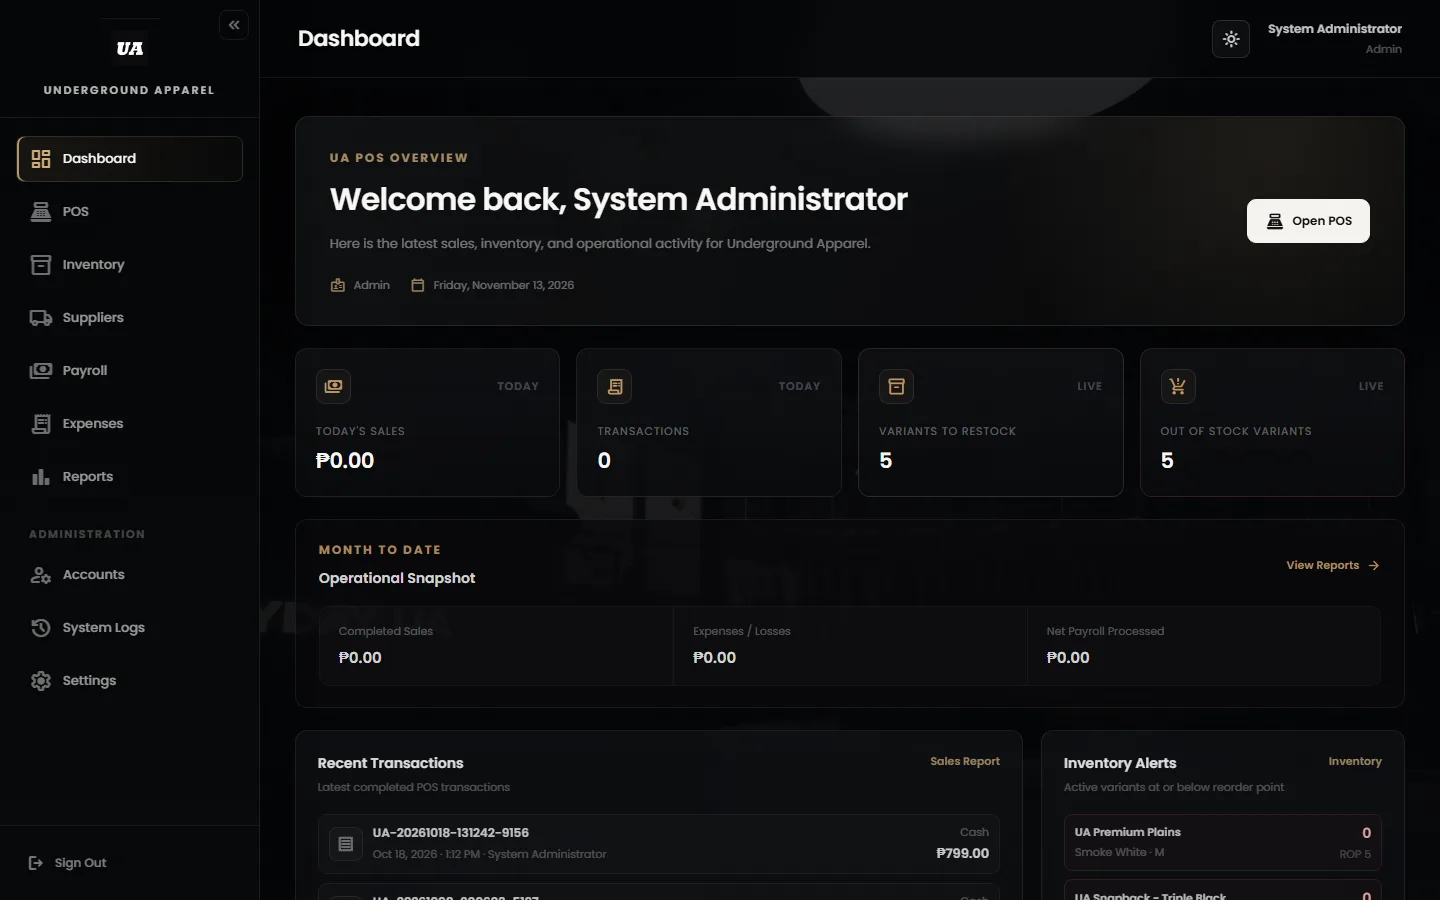 UA
UNDERGROUND APPAREL
Dashboard
POS
Inventory
Suppliers
Payroll
Expenses
Reports
ADMINISTRATION
Accounts
System Logs
Settings
Sign Out
Dashboard
System Administrator
Admin
UA POS OVERVIEW
Welcome back, System Administrator
Here is the latest sales, inventory, and operational activity for Underground Apparel.
Admin
Friday, November 13, 2026
Open POS
TODAY
TODAY'S SALES
₱0.00
TODAY
TRANSACTIONS
0
LIVE
VARIANTS TO RESTOCK
5
LIVE
OUT OF STOCK VARIANTS
5
MONTH TO DATE
Operational Snapshot
View Reports
Completed Sales
₱0.00
Expenses / Losses
₱0.00
Net Payroll Processed
₱0.00
Recent Transactions
Sales Report
Latest completed POS transactions
UA-20261018-131242-9156
Cash
Oct 18, 2026 · 1:12 PM · System Administrator
₱799.00
Cash
Inventory Alerts
Inventory
Active variants at or below reorder point
UA Premium Plains
0
Smoke White · M
ROP 5
UA Snapback - Triple Black
0